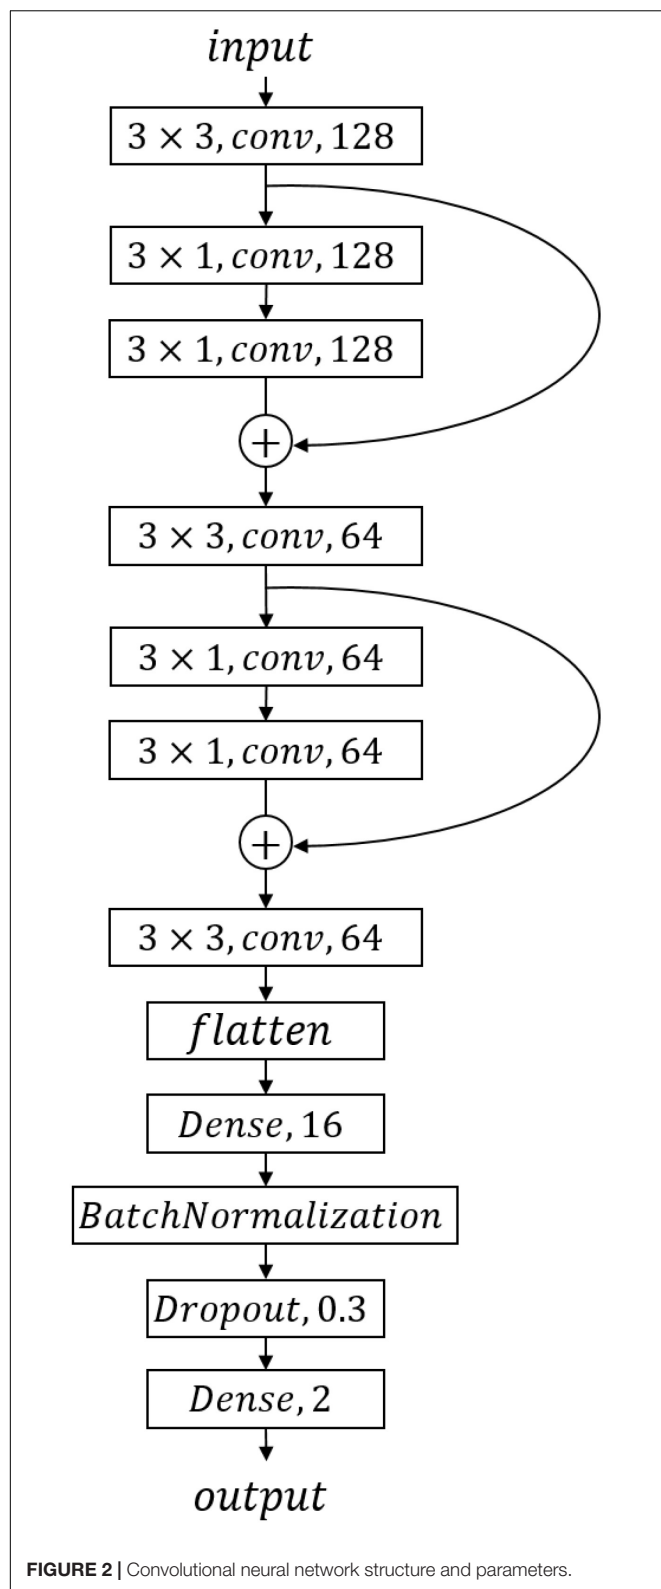 input
3 × 3, conv, 128
3 × 1, conv, 128
3 × 1, conv, 128
+
3 × 3, conv, 64
3 × 1, conv, 64
3 × 1, conv, 64
+
3 × 3, conv, 64
flatten
Dense, 16
BatchNormalization
Dropout, 0.3
Dense, 2
output
FIGURE 2 | Convolutional neural network structure and parameters.